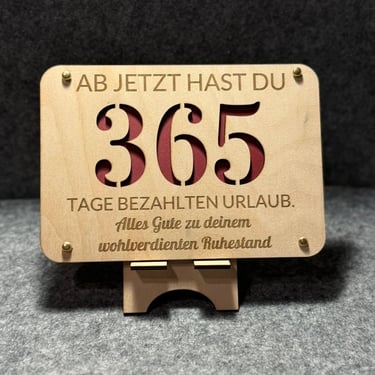 AB JETZT HAST DU
365
TAGE BEZAHLTEN URLAUB.
Alles Gute zu deinem
wohlverdienten Ruhestand